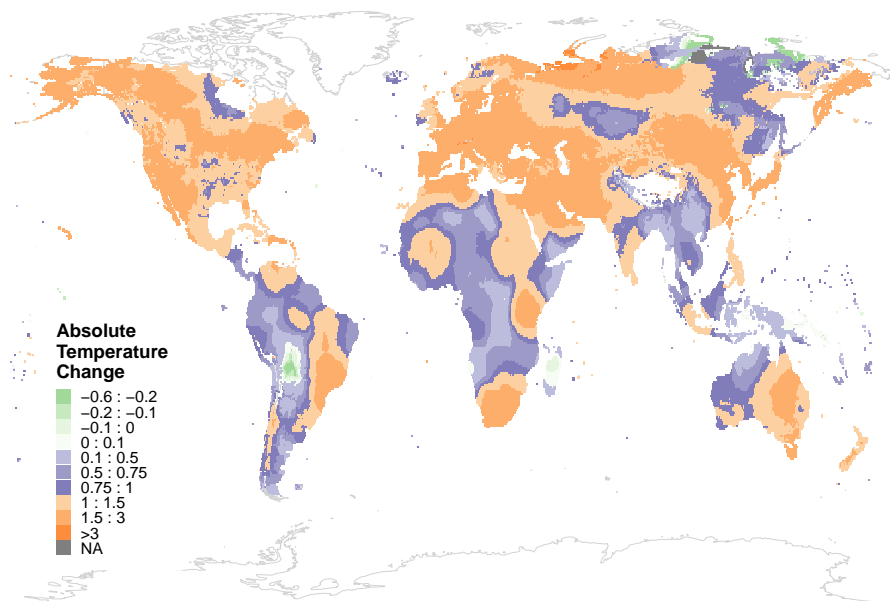 Absolute
Temperature
Change
−0.6 : −0.2
−0.2 : −0.1
−0.1 : 0
0 : 0.1
0.1 : 0.5
0.5 : 0.75
0.75 : 1
1 : 1.5
1.5 : 3
>3
NA